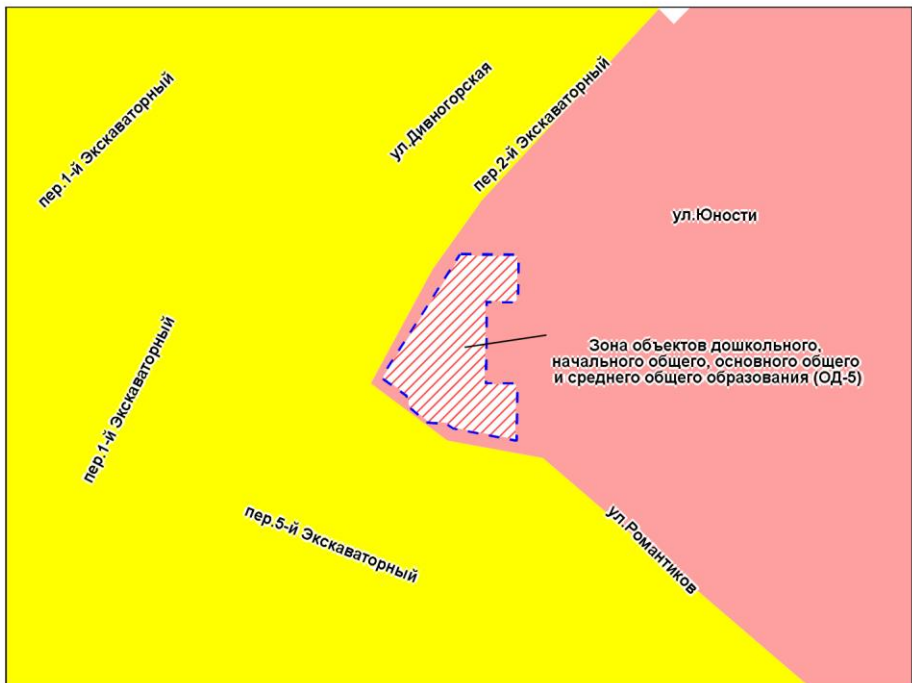 пер.1-й Экскаваторный
ул.Дивногорская
пер.2-й Экскаваторный
ул.Юности
Зона объектов дошкольного,
начального общего, основного общего
и среднего общего образования (ОД-5)
пер.1-й Экскаваторный
пер.5-й Экскаваторный
ул.Романтиков